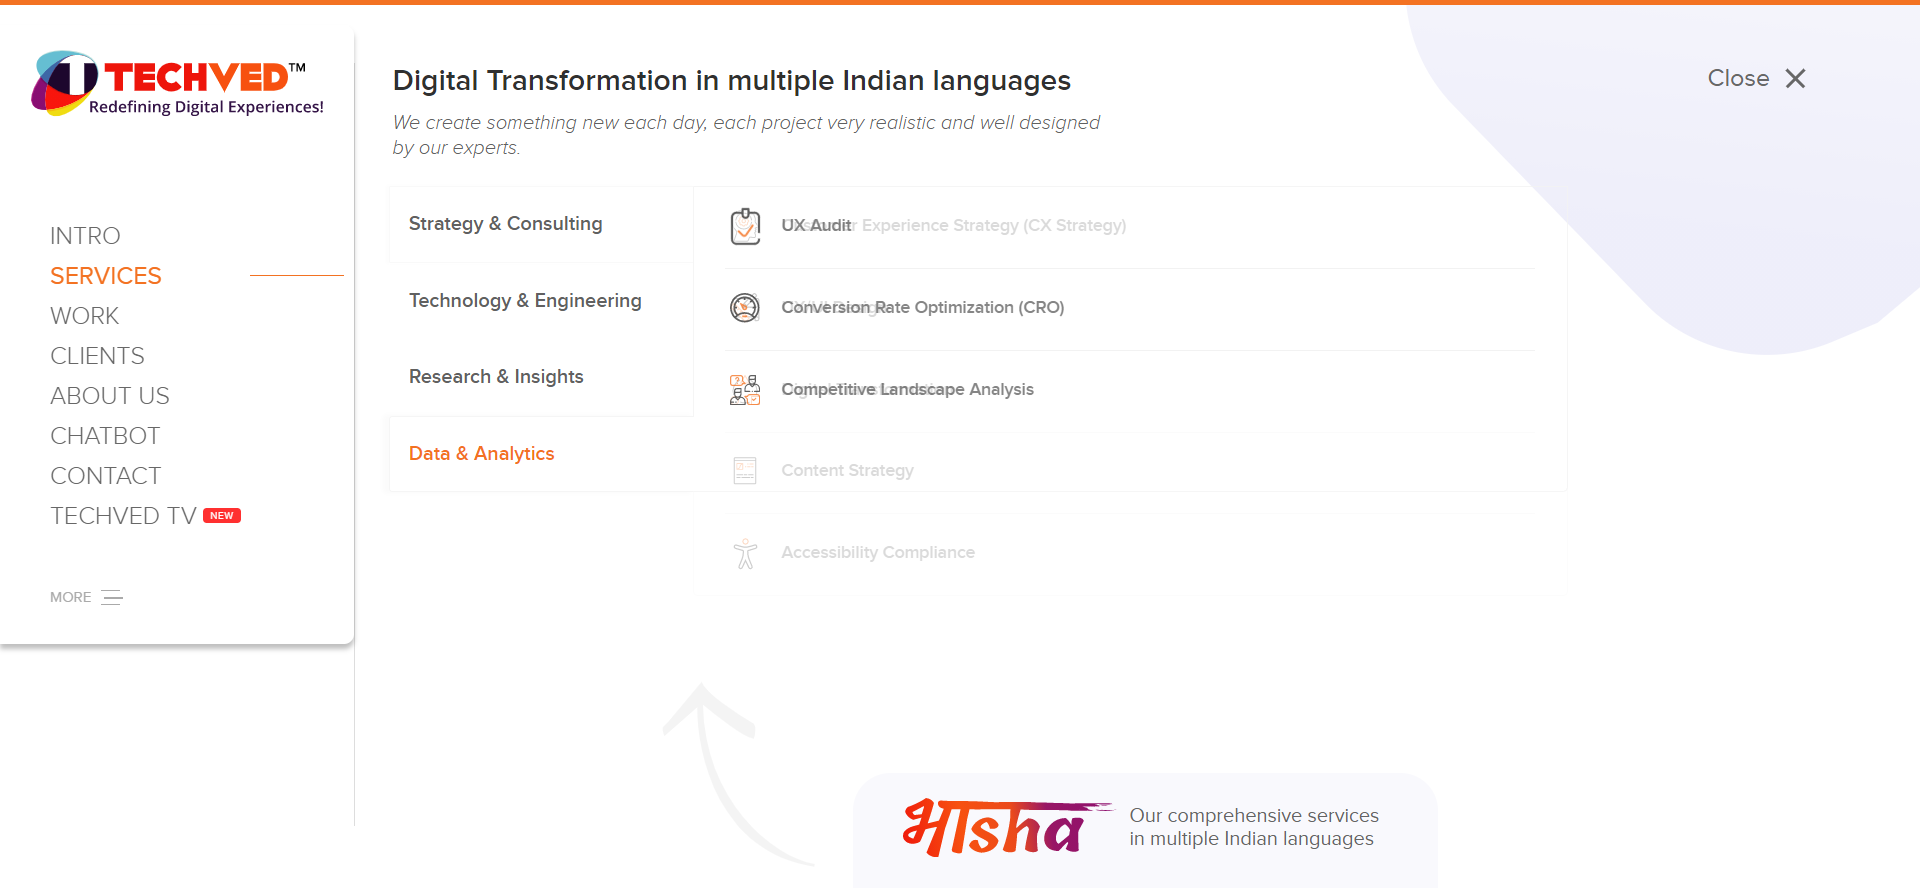 TECHVED™
Redefining Digital Experiences!
INTRO
SERVICES
WORK
CLIENTS
ABOUT US
CHATBOT
CONTACT
TECHVED TV NEW
MORE
Digital Transformation in multiple Indian languages
Close
We create something new each day, each project very realistic and well designed
by our experts.
Strategy & Consulting
Technology & Engineering
Research & Insights
Data & Analytics
UX Audit
Experience Strategy (CX Strategy)
Conversion Rate Optimization (CRO)
Competitive Landscape Analysis
Content Strategy
Accessibility Compliance
भाsha
Our comprehensive services
in multiple Indian languages